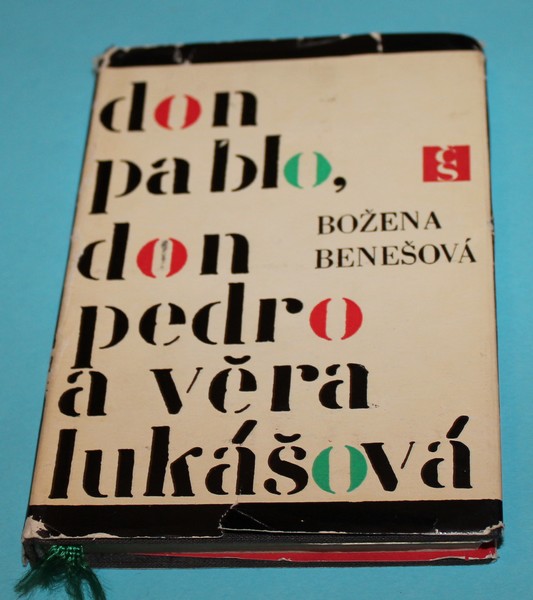 don
pablo,
čs
BOŽENA
BENEŠOVÁ
don
pedro
a věra
lukášová